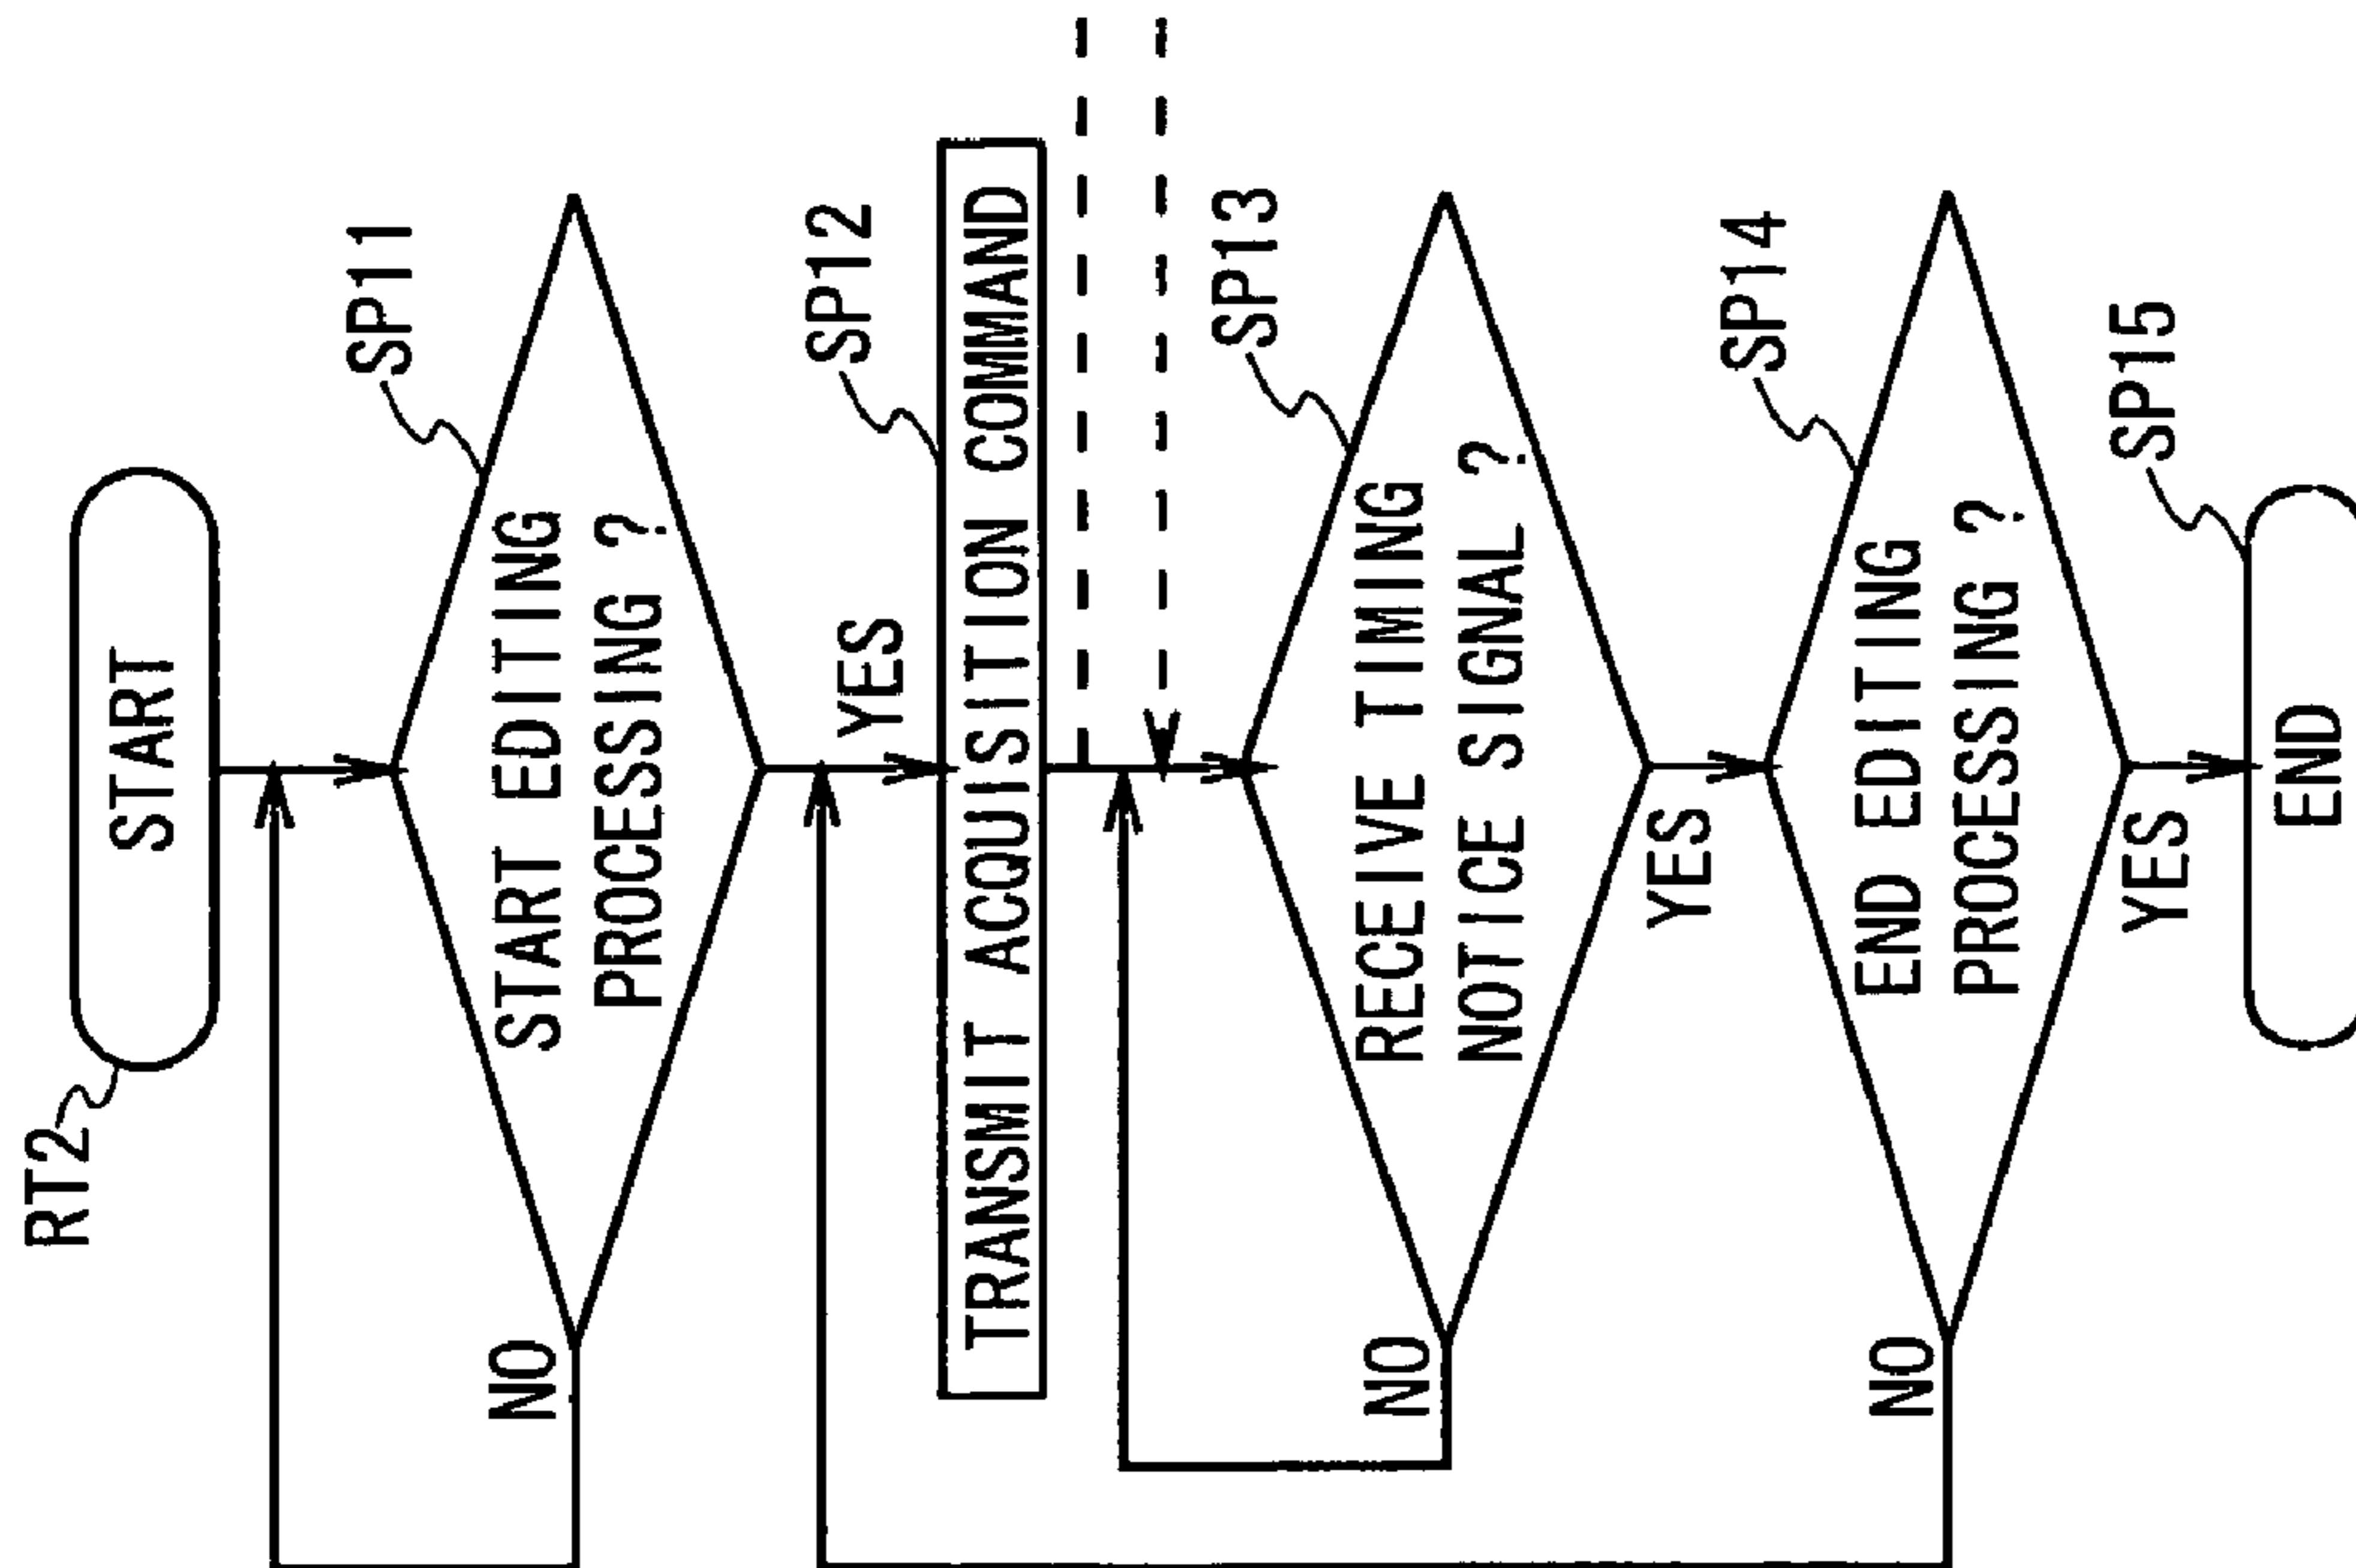 RT2
START
SP11
START EDITING
PROCESSING ?
NO
YES
SP12
TRANSMIT ACQUISITION COMMAND
SP13
RECEIVE TIMING
NOTICE SIGNAL ?
NO
YES
SP14
END EDITING
PROCESSING ?
NO
YES
SP15
END